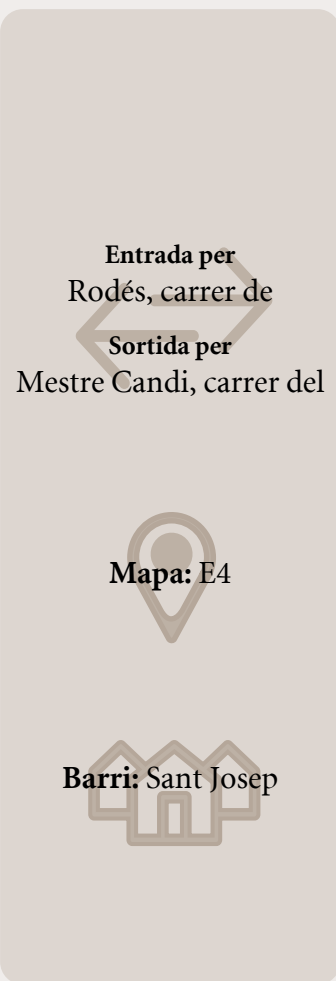 Entrada per
Rodés, carrer de
Sortida per
Mestre Candi, carrer del
Mapa: E4
Barri: Sant Josep